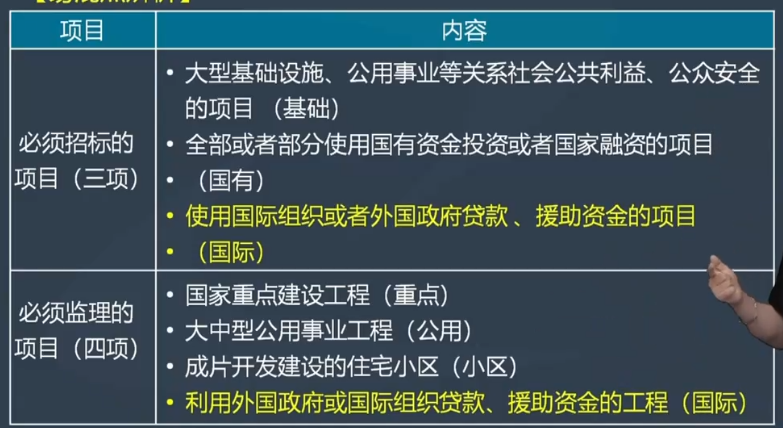 项目
内容
必须招标的
项目（三项）
• 大型基础设施、公用事业等关系社会公共利益、公众安全
的项目 （基础）
• 全部或者部分使用国有资金投资或者国家融资的项目
• （国有）
• 使用国际组织或者外国政府贷款 、援助资金的项目
• （国际）
必须监理的
项目（四项）
• 国家重点建设工程（重点）
• 大中型公用事业工程（公用）
• 成片开发建设的住宅小区（小区）
• 利用外国政府或国际组织贷款、援助资金的工程（国际）